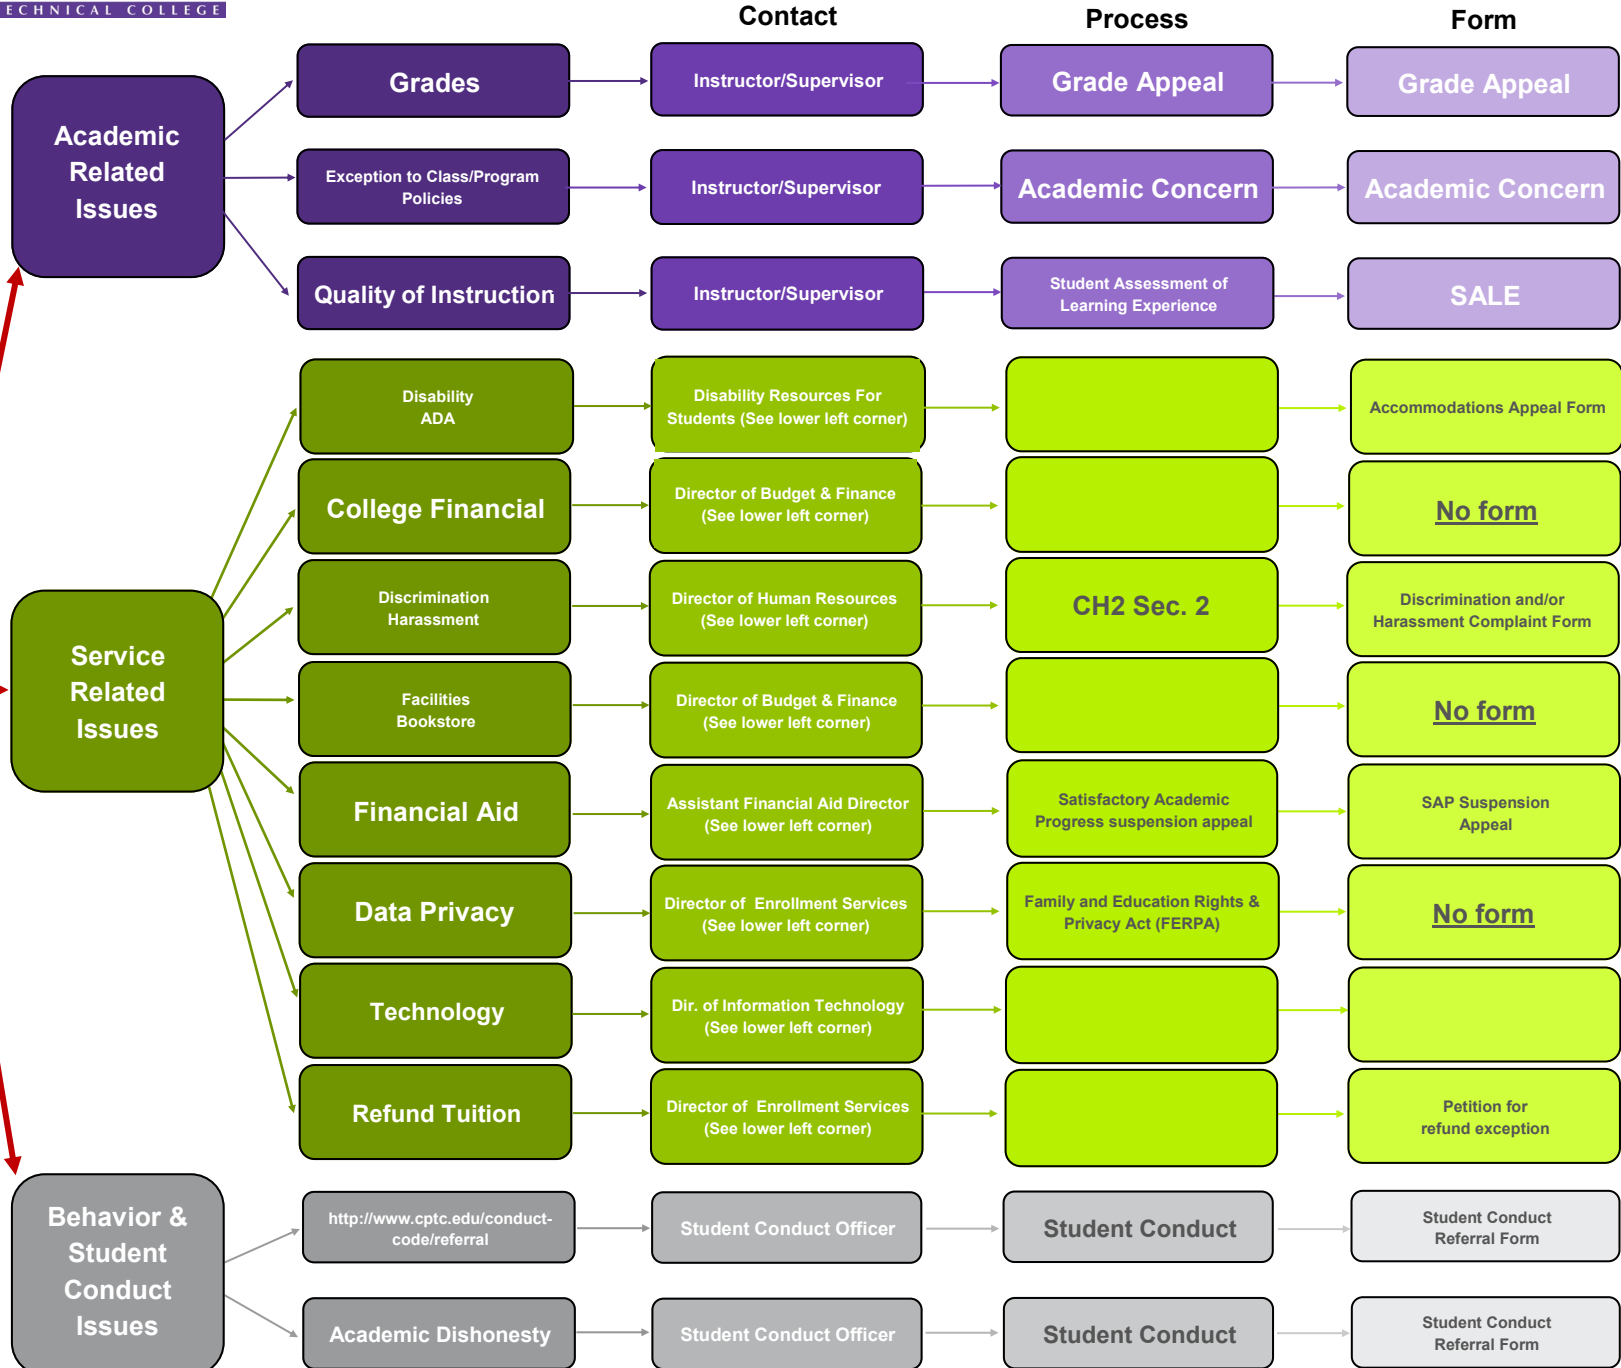 ECHNICAL COLLEGE
Contact
Process
Form
Academic
Related
Issues
Grades
Instructor/Supervisor
Grade Appeal
Grade Appeal
Exception to Class/Program
Policies
Instructor/Supervisor
Academic Concern
Academic Concern
Quality of Instruction
Instructor/Supervisor
Student Assessment of
Learning Experience
SALE
Service
Related
Issues
Disability
ADA
Disability Resources For
Students (See lower left corner)
Accommodations Appeal Form
College Financial
Director of Budget & Finance
(See lower left corner)
No form
Discrimination
Harassment
Director of Human Resources
(See lower left corner)
CH2 Sec. 2
Discrimination and/or
Harassment Complaint Form
Facilities
Bookstore
Director of Budget & Finance
(See lower left corner)
No form
Financial Aid
Assistant Financial Aid Director
(See lower left corner)
Satisfactory Academic
Progress suspension appeal
SAP Suspension
Appeal
Data Privacy
Director of  Enrollment Services
(See lower left corner)
Family and Education Rights &
Privacy Act (FERPA)
No form
Technology
Dir. of Information Technology
(See lower left corner)
Refund Tuition
Director of  Enrollment Services
(See lower left corner)
Petition for
refund exception
Behavior &
Student
Conduct
Issues
http://www.cptc.edu/conduct-
code/referral
Student Conduct Officer
Student Conduct
Student Conduct
Referral Form
Academic Dishonesty
Student Conduct Officer
Student Conduct
Student Conduct
Referral Form